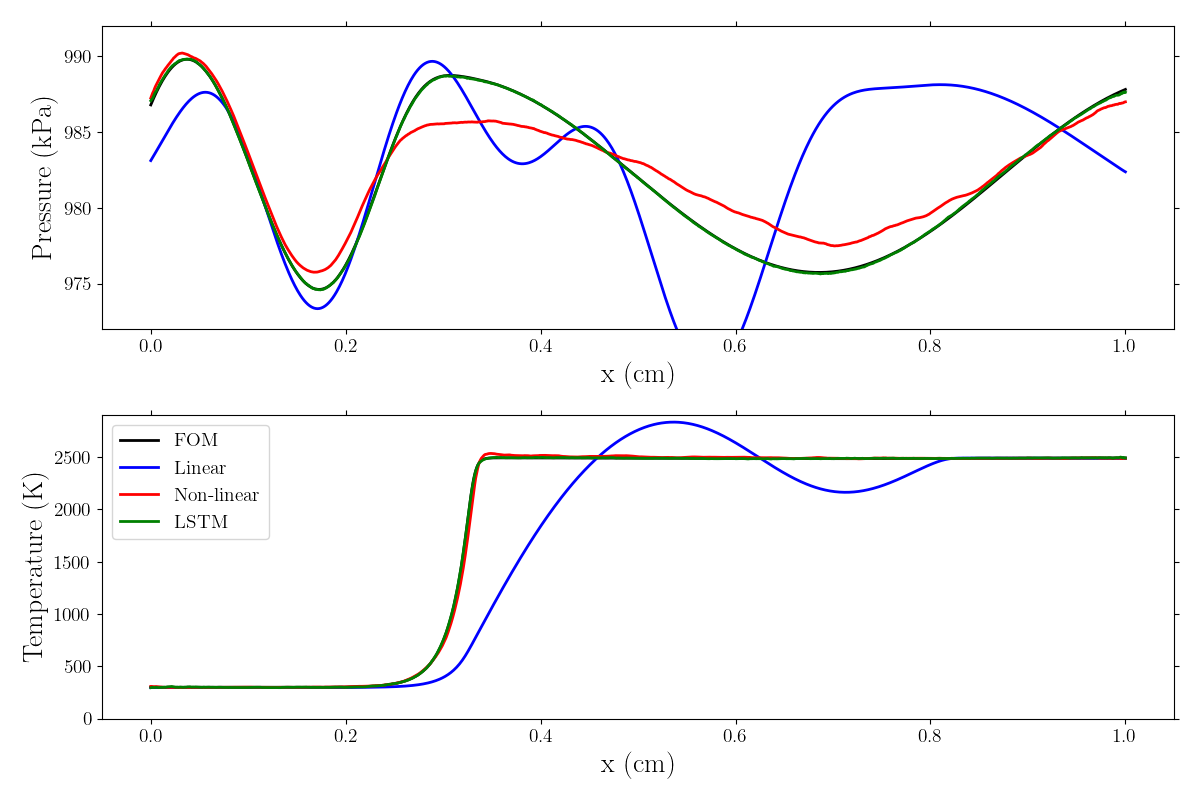 990
985
980
975
Pressure (kPa)
0.0 0.2 0.4 0.6 0.8 1.0
x (cm)
FOM
Linear
Non-linear
LSTM
2500
2000
1500
1000
500
0
Temperature (K)
0.0 0.2 0.4 0.6 0.8 1.0
x (cm)